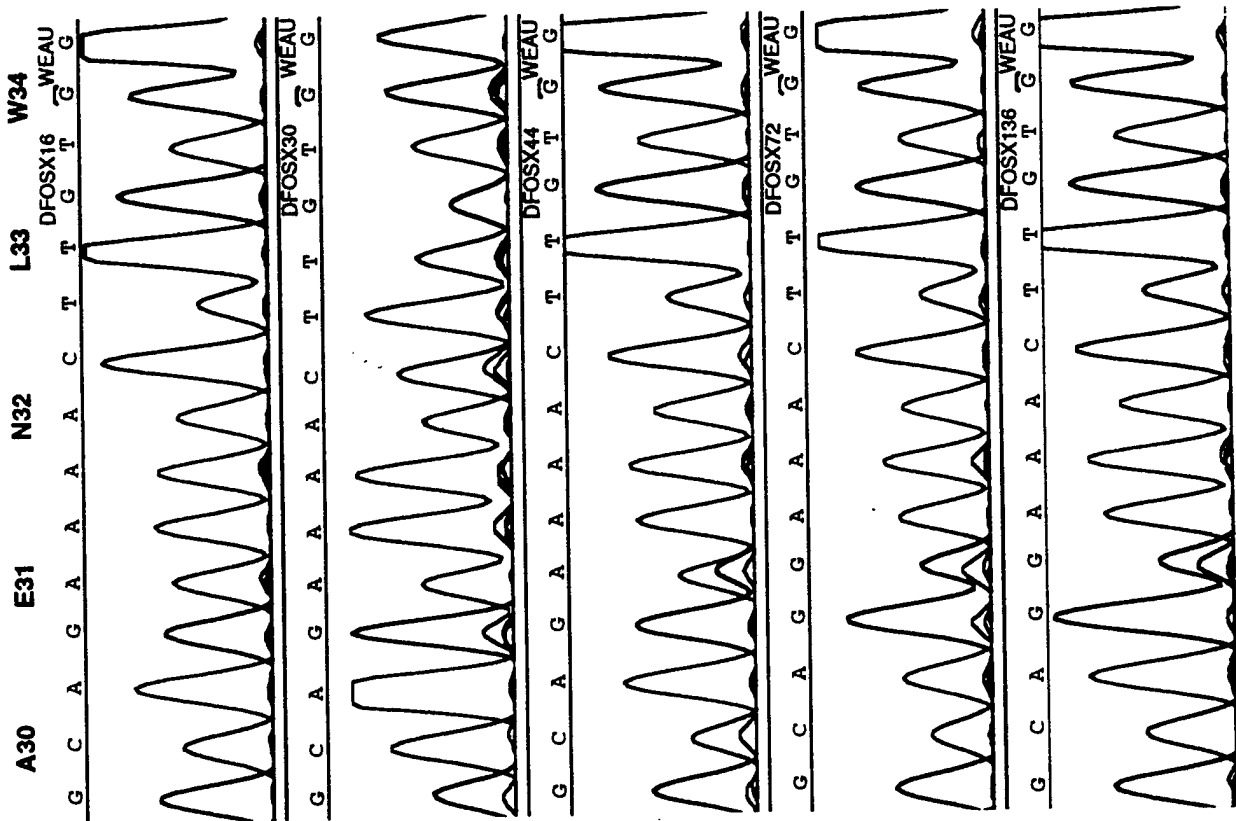 A30 E31 N32 L33 W34
DFOSX16 WEAU
G C A G A A A A C T T G T G G
DFOSX30 WEAU
G C A G A A A A C T T G T G G
DFOSX44 WEAU
G C A G A A A A C T T G T G G
DFOSX72 WEAU
G C A G G A A A C T T G T G G
DFOSX136 WEAU
G C A G G A A A C T T G T G G